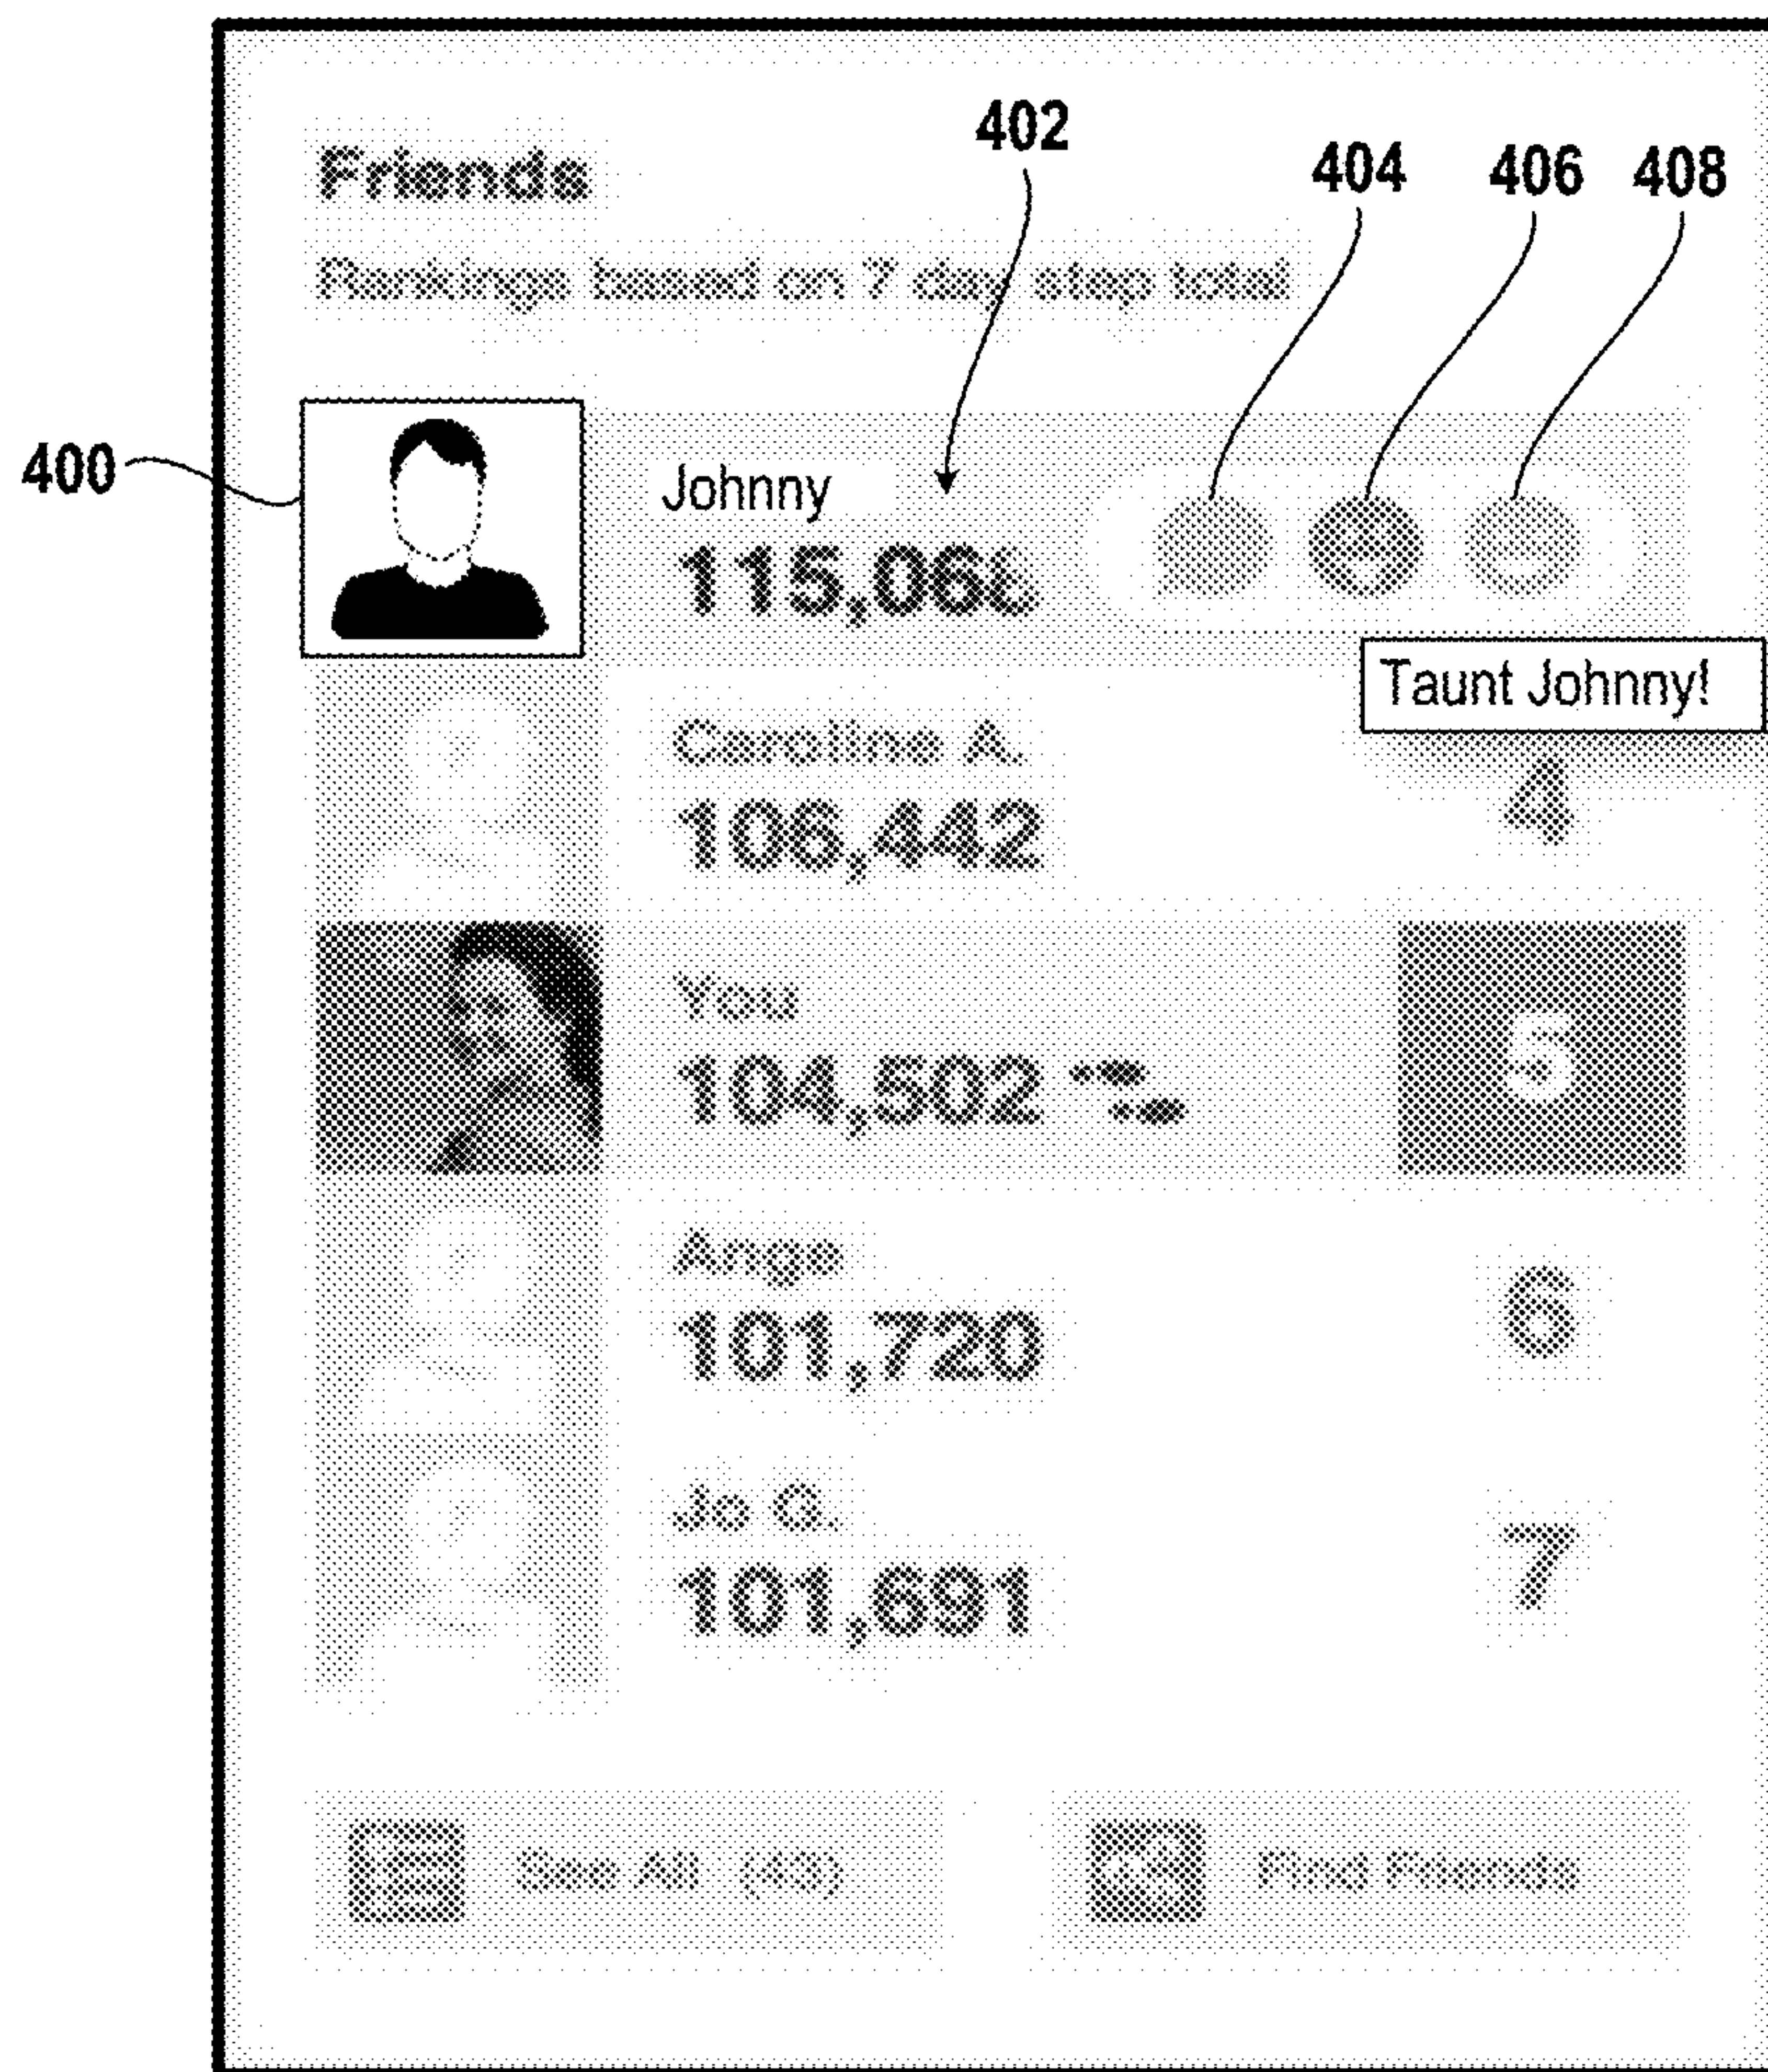 402
404 406 408
Friends
Rankings based on 7 day step total
400
Johnny
Taunt Johnny!
Caroline A.
106,442
4
You
104,502
5
Ange
101,720
6
Jo G.
101,691
7
See All (43)
Find Friends